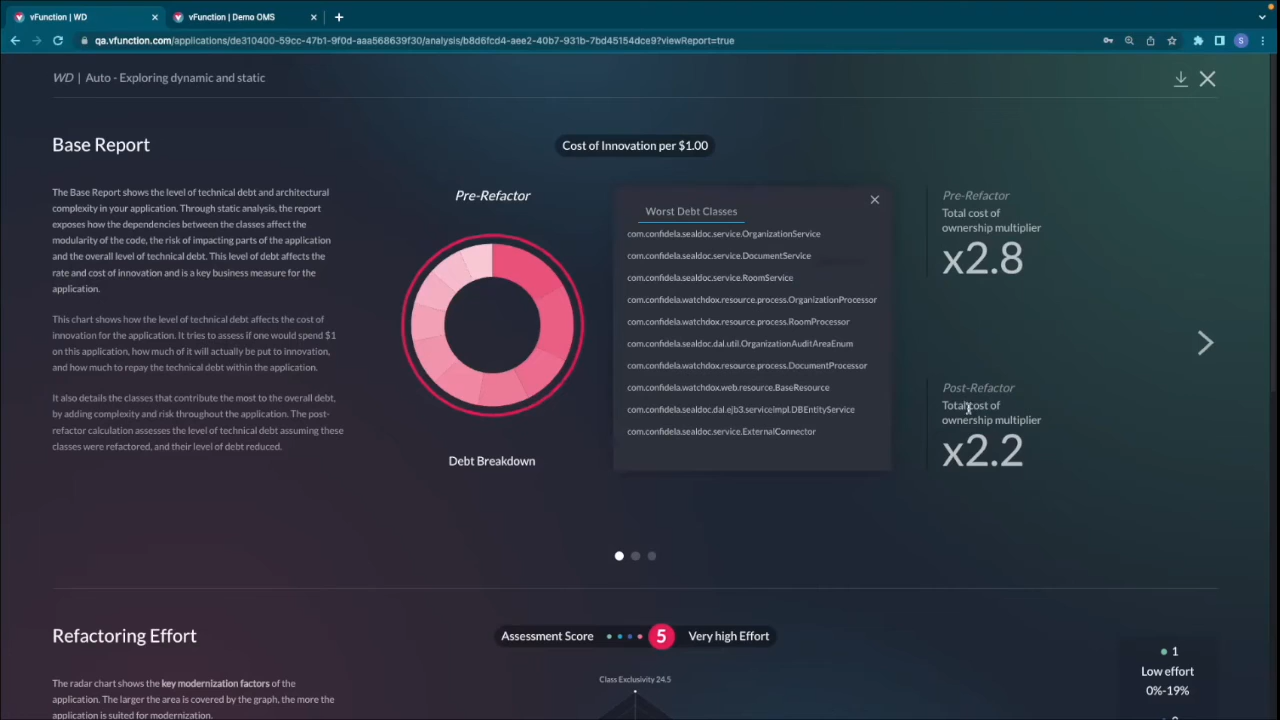 vFunction | WD
vFunction | Demo OMS
qa.vfunction.com/applications/de310400-59cc-47b1-9f0d-aaa568639f30/analysis/b8d6fcd4-aee2-40b7-931b-7bd45154dce9?viewReport=true
S
WD | Auto - Exploring dynamic and static
Base Report
Cost of Innovation per $1.00
The Base Report shows the level of technical debt and architectural
complexity in your application. Through static analysis, the report
exposes how the dependencies between the classes affect the
modularity of the code, the risk of impacting parts of the application
and the overall level of technical debt. This level of debt affects the
rate and cost of innovation and is a key business measure for the
application.
This chart shows how the level of technical debt affects the cost of
innovation for the application. It tries to assess if one would spend $1
on this application, how much of it will actually be put to innovation,
and how much to repay the technical debt within the application.
It also details the classes that contribute the most to the overall debt,
by adding complexity and risk throughout the application. The post-
refactor calculation assesses the level of technical debt assuming these
classes were refactored, and their level of debt reduced.
Pre-Refactor
Debt Breakdown
Worst Debt Classes
com.confidela.sealdoc.service.OrganizationService
com.confidela.sealdoc.service.DocumentService
com.confidela.sealdoc.service.RoomService
com.confidela.watchdox.resource.process.OrganizationProcessor
com.confidela.watchdox.resource.process.RoomProcessor
com.confidela.sealdoc.dal.util.OrganizationAuditAreaEnum
com.confidela.watchdox.resource.process.DocumentProcessor
com.confidela.watchdox.web.resource.BaseResource
com.confidela.sealdoc.dal.ejb3.serviceImpl.DBEntityService
com.confidela.sealdoc.service.ExternalConnector
Pre-Refactor
Total cost of
ownership multiplier
x2.8
Post-Refactor
Total cost of
ownership multiplier
x2.2
Refactoring Effort
Assessment Score 5 Very high Effort
The radar chart shows the key modernization factors of the
application. The larger the area is covered by the graph, the more the
application is suited for modernization.
Class Exclusivity 24.5
1
Low effort
0%-19%